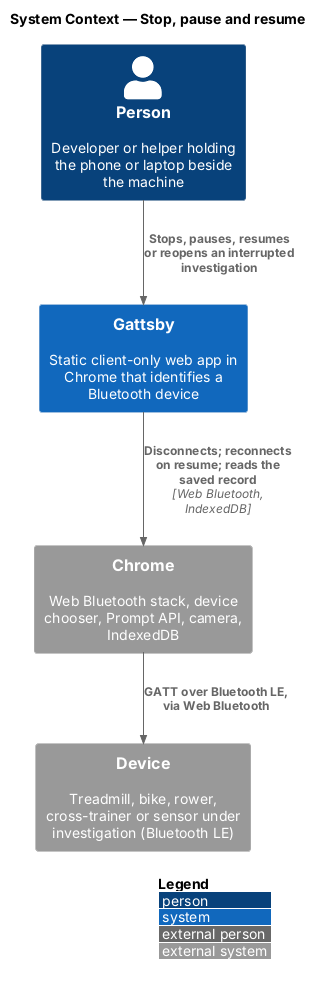 System Context — Stop, pause and resume
Person
Developer or helper holding
the phone or laptop beside
the machine
Stops, pauses, resumes
or reopens an interrupted
investigation
Gattsby
Static client-only web app in
Chrome that identifies a
Bluetooth device
Disconnects; reconnects
on resume; reads the
saved record
[Web Bluetooth,
IndexedDB]
Chrome
Web Bluetooth stack, device
chooser, Prompt API, camera,
IndexedDB
GATT over Bluetooth LE,
via Web Bluetooth
Device
Treadmill, bike, rower,
cross-trainer or sensor under
investigation (Bluetooth LE)
Legend
person
system
external person
external system